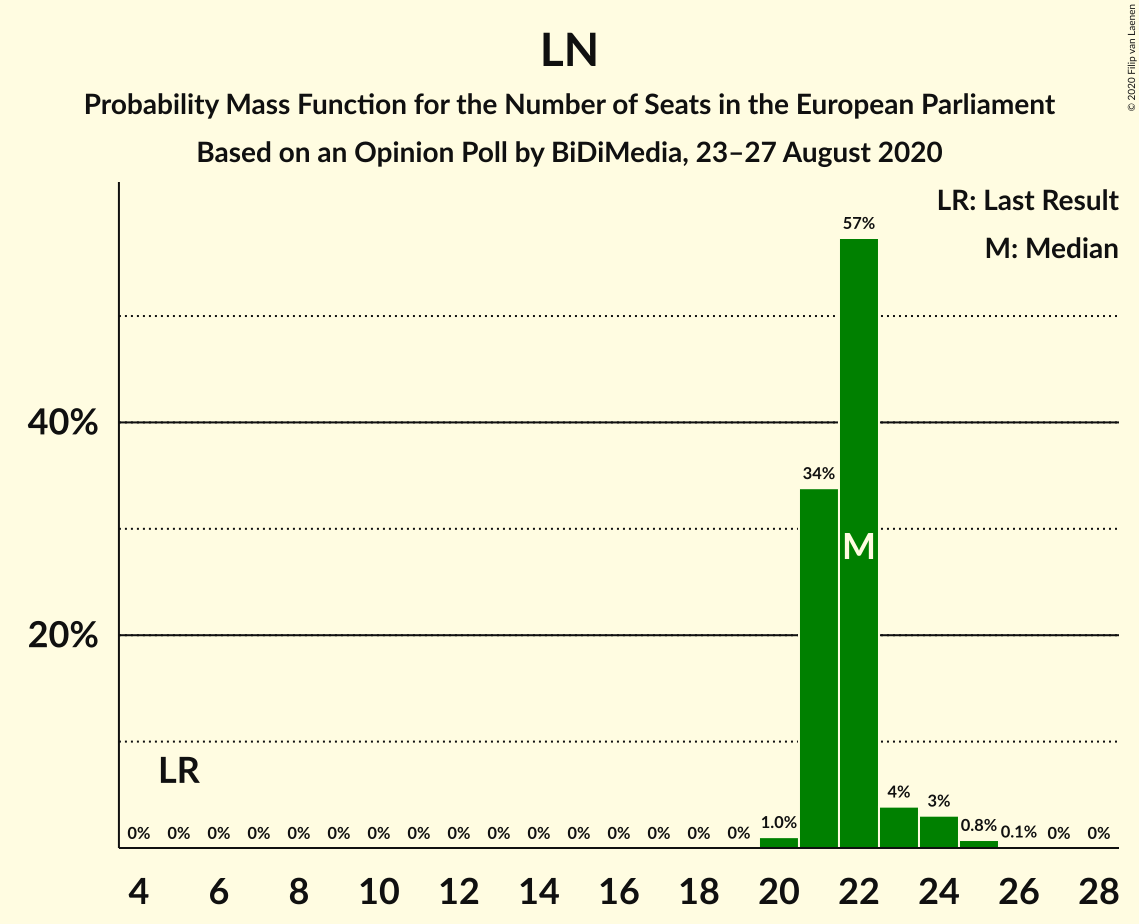 LN
Probability Mass Function for the Number of Seats in the European Parliament
Based on an Opinion Poll by BiDiMedia, 23–27 August 2020
© 2020 Filip van Laenen
LR: Last Result
M: Median
57%
40%
34%
M
20%
LR
4%
3%
0% 0% 0% 0% 0% 0% 0% 0% 0% 0% 0% 0% 0% 0% 0% 0% 1.0% 0.8% 0.1% 0% 0%
4 6 8 10 12 14 16 18 20 22 24 26 28